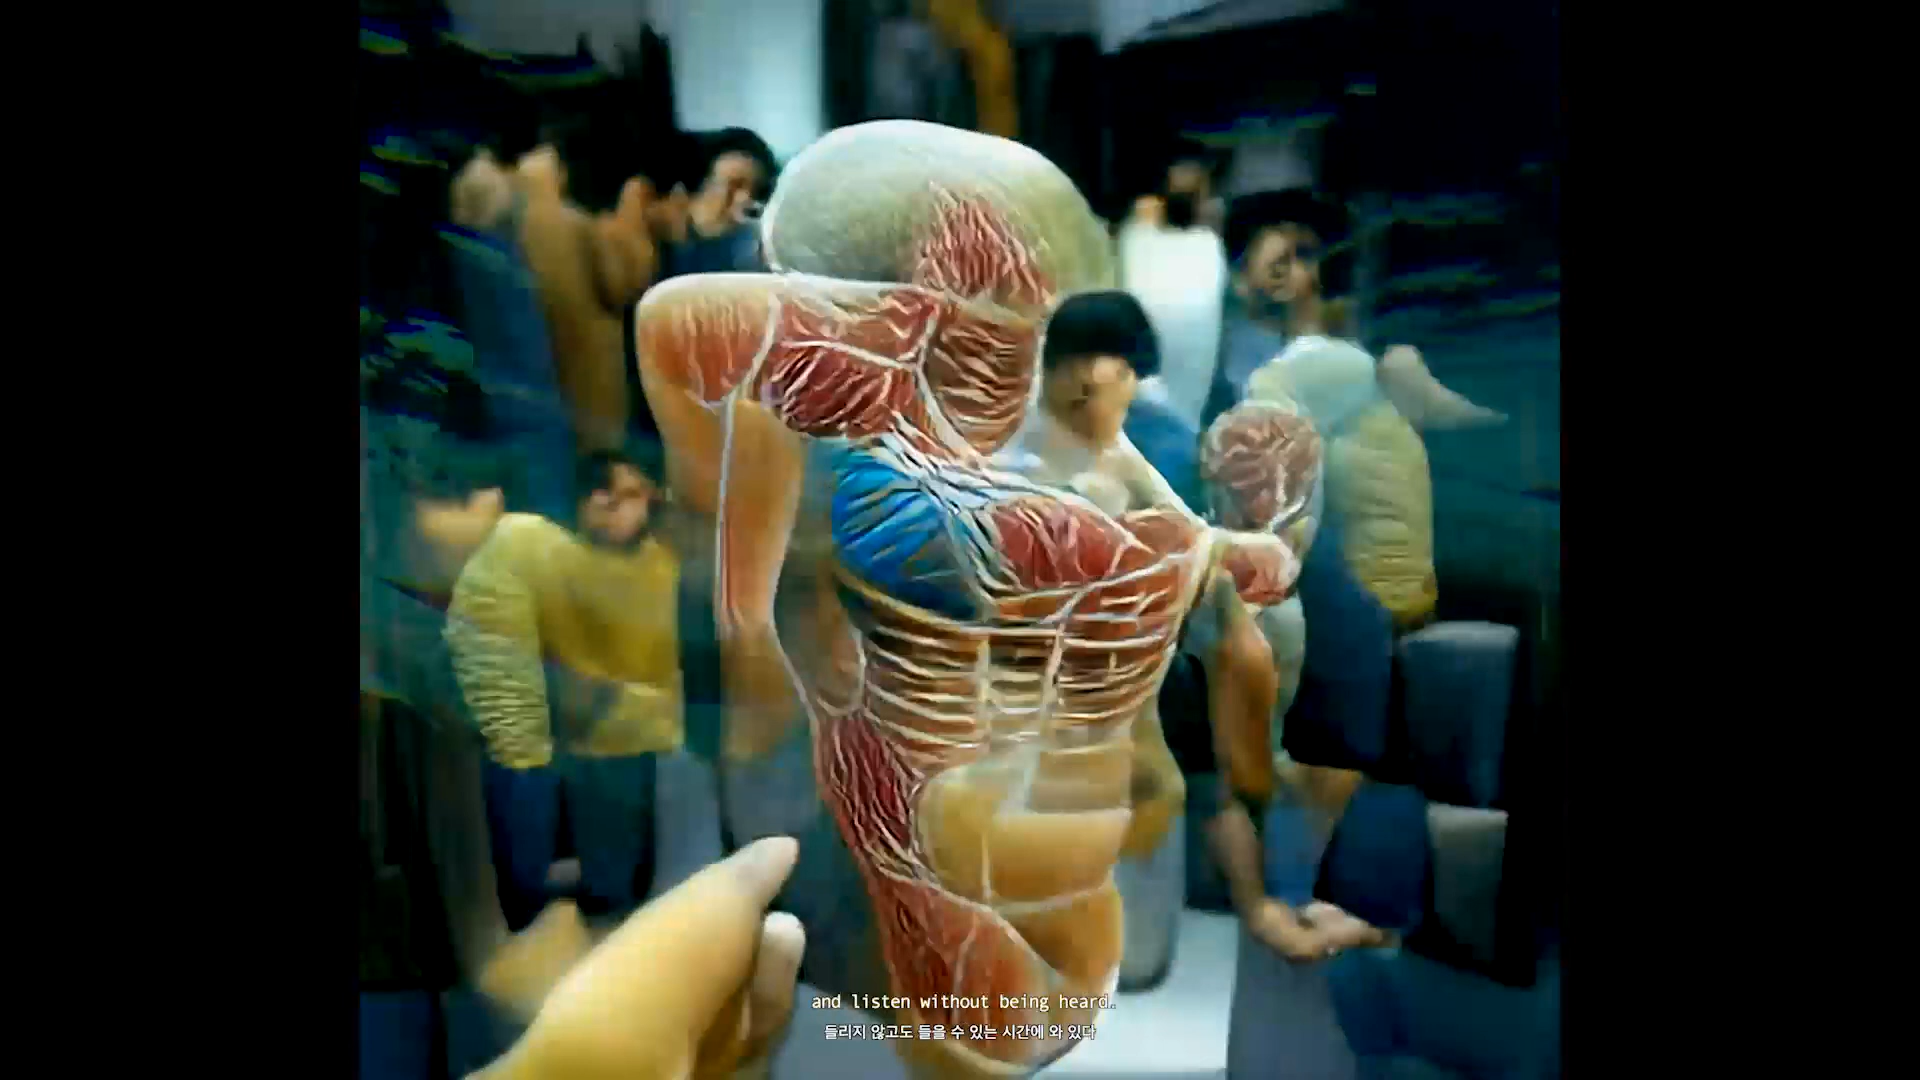 and listen without being heard.
들리지 않고도 들을 수 있는 시간에 와 있다